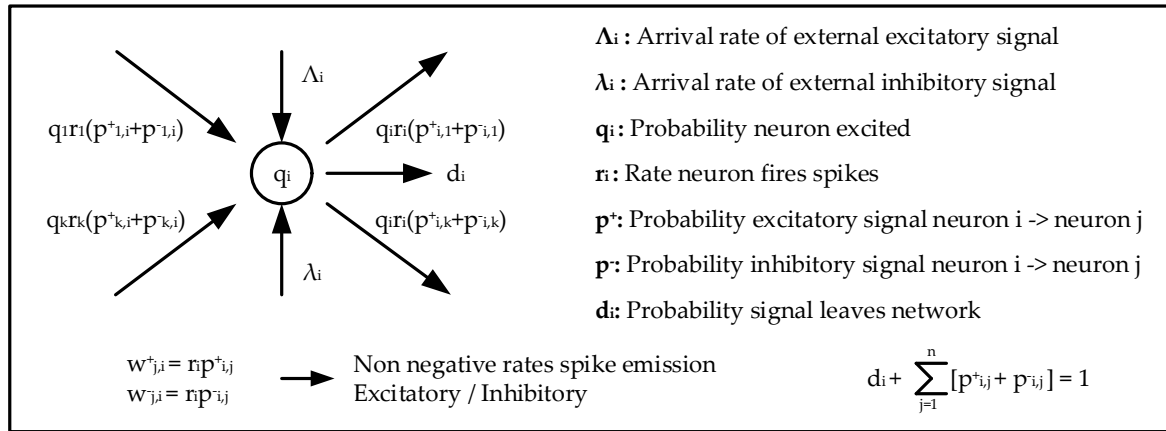 Λi
λi
qi
di
q1r1(p+1,i+p-1,i)
qkrk(p+k,i+p-k,i)
qiri(p+i,1+p-i,1)
qiri(p+i,k+p-i,k)
Λi : Arrival rate of external excitatory signal
λi : Arrival rate of external inhibitory signal
qi: Probability neuron excited
ri: Rate neuron fires spikes
p+: Probability excitatory signal neuron i -> neuron j
p-: Probability inhibitory signal neuron i -> neuron j
di: Probability signal leaves network
w+j,i = rip+i,j
w-j,i = rip-i,j
Non negative rates spike emission
Excitatory / Inhibitory
di + n∑j=1 [p+i,j + p-i,j] = 1